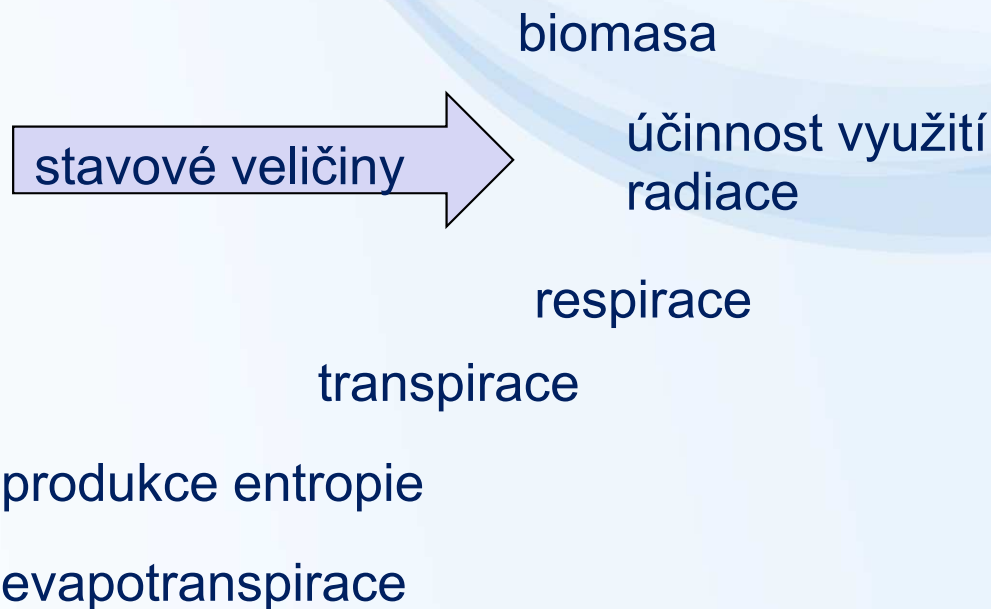 biomasa
stavové veličiny
účinnost využití
radiace
respirace
transpirace
produkce entropie
evapotranspirace